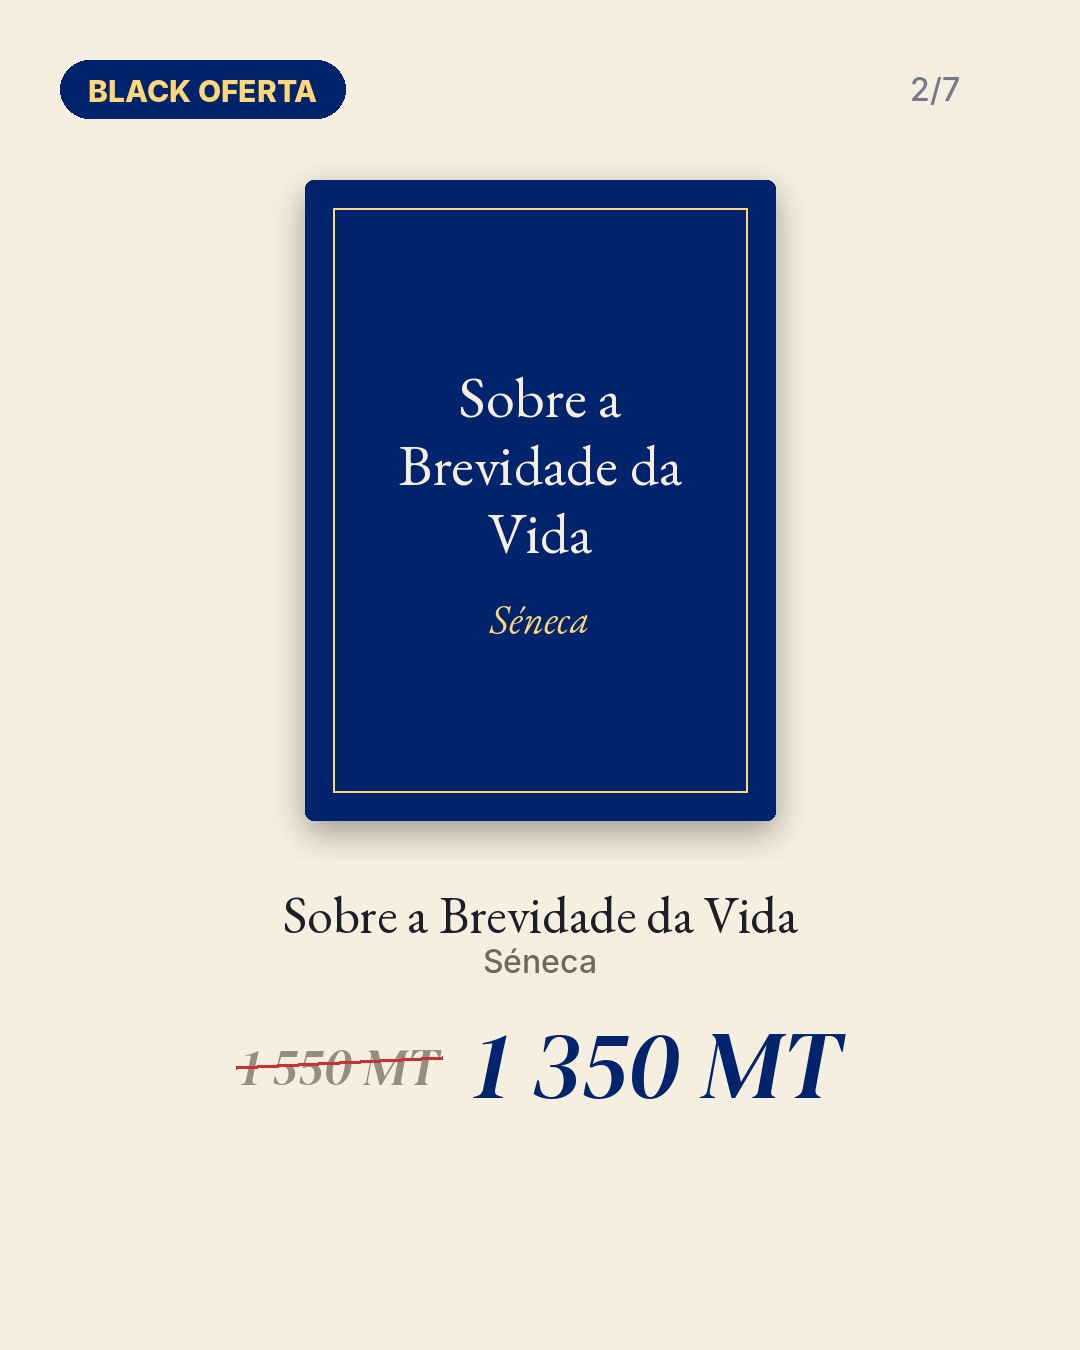 BLACK OFERTA
2/7
Sobre a
Brevidade da
Vida
Séneca
Sobre a Brevidade da Vida
Séneca
1 550 MT 1 350 MT